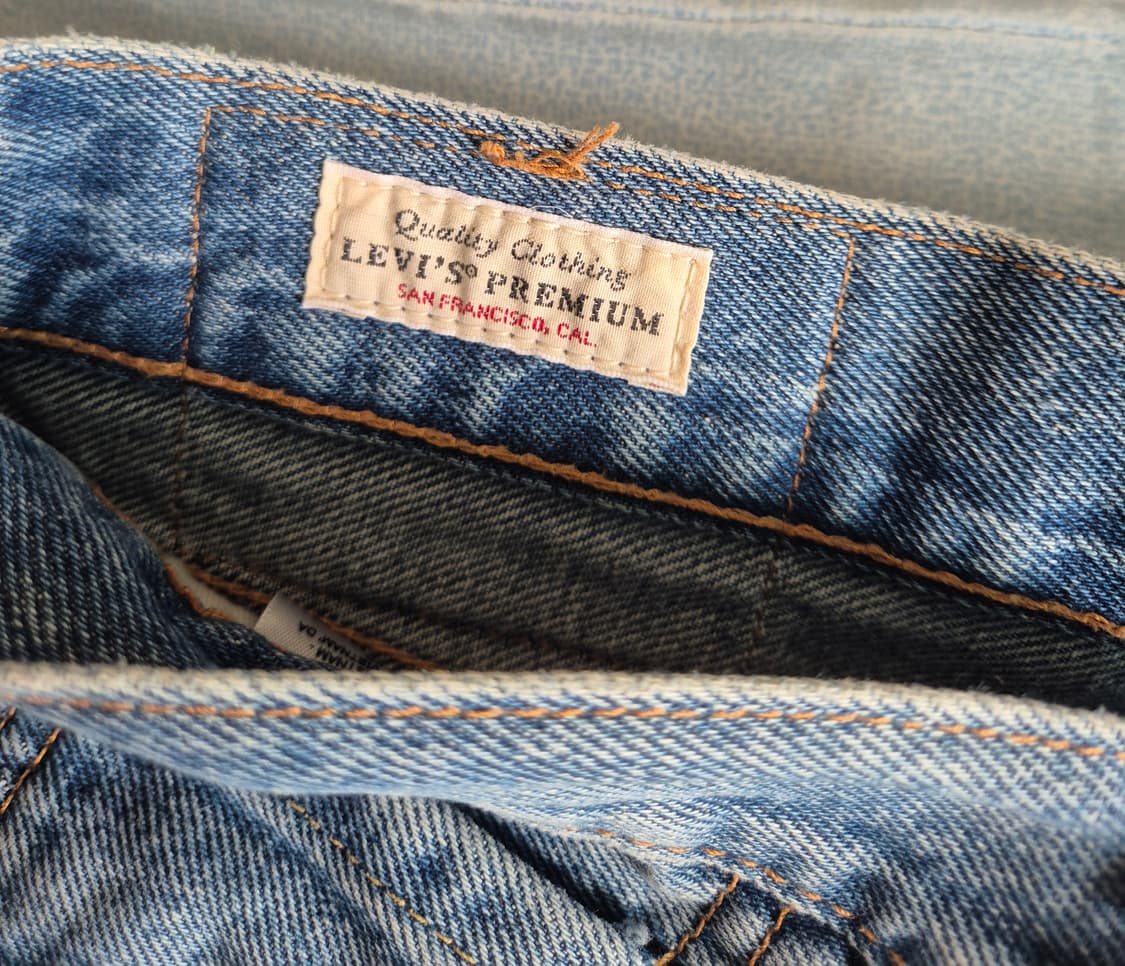 Quality Clothing
LEVI'S® PREMIUM
SAN FRANCISCO, CAL.